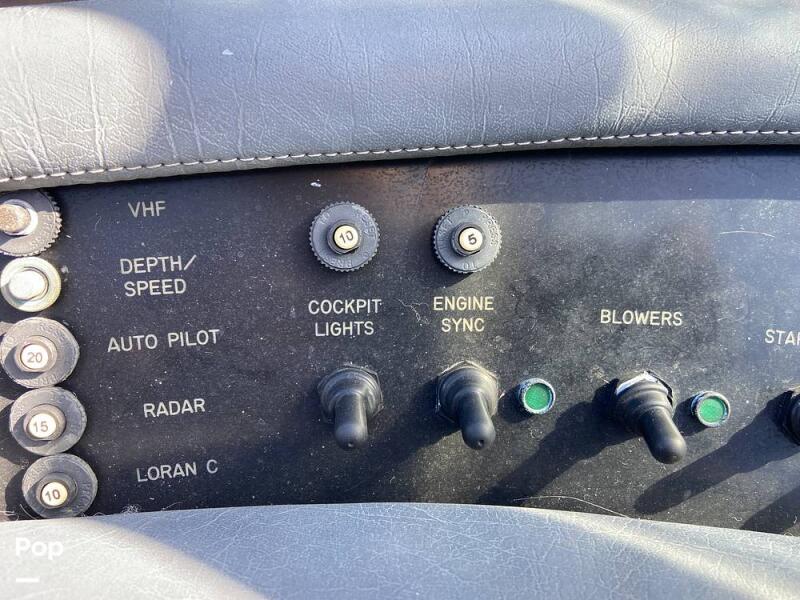 VHF
DEPTH/
SPEED
AUTO PILOT
RADAR
LORAN C
20
15
10
10
COCKPIT
LIGHTS
5
ENGINE
SYNC
BLOWERS
Pop